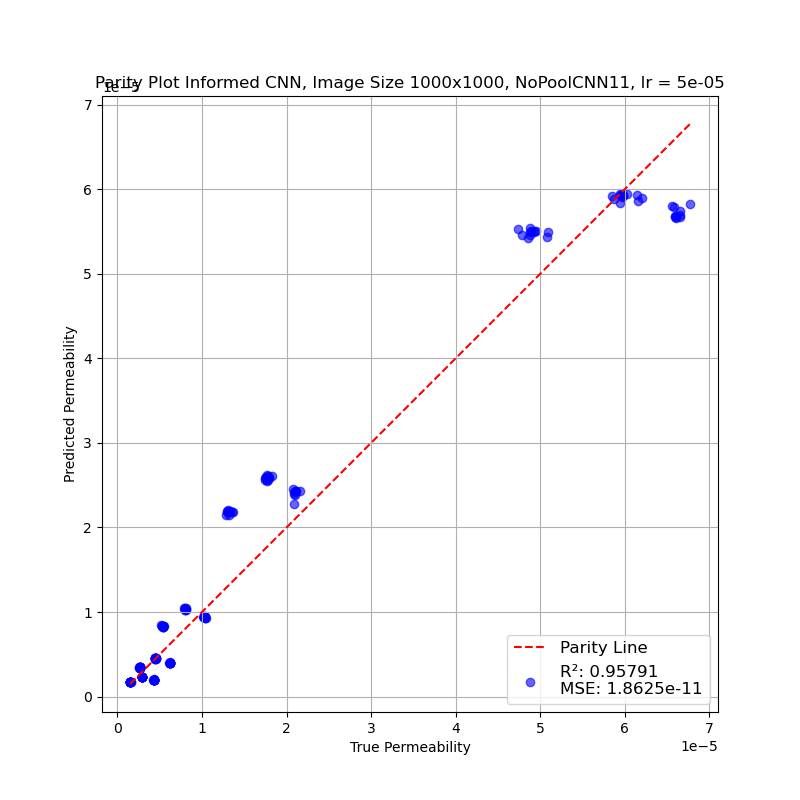 Parity Plot Informed CNN, Image Size 1000x1000, NoPoolCNN11, lr = 5e-05
1e−5
7
6
5
4
3
2
1
0
Predicted Permeability
Parity Line
R²: 0.95791
MSE: 1.8625e-11
0 1 2 3 4 5 6 7
1e−5
True Permeability